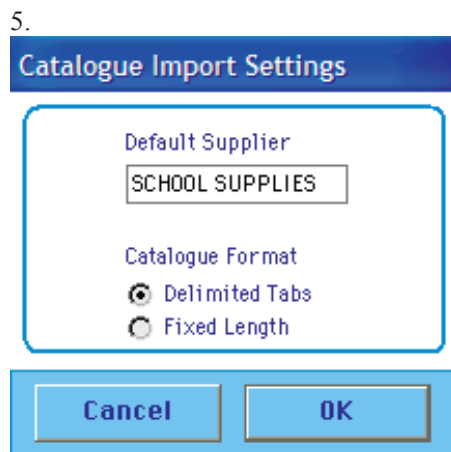 5.
Catalogue Import Settings
Default Supplier
SCHOOL SUPPLIES
Catalogue Format
Delimited Tabs
Fixed Length
Cancel OK